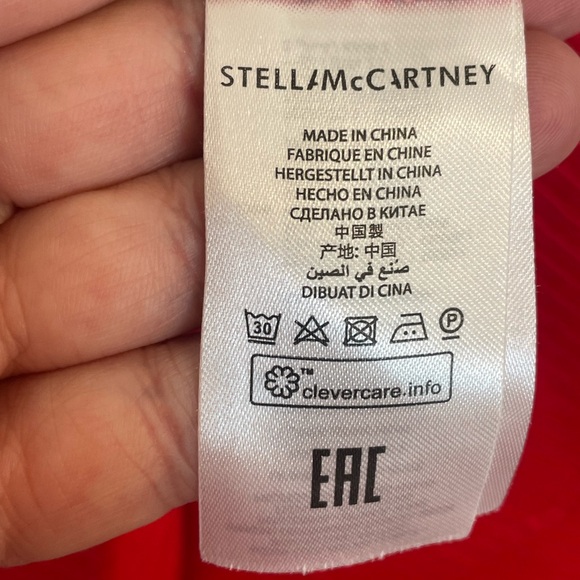 STELLAMcCARTNEY
MADE IN CHINA
FABRIQUE EN CHINE
HERGESTELLT IN CHINA
HECHO EN CHINA
СДЕЛАНО В КИТАЕ
中国製
产地: 中国
صُنع في الصين
DIBUAT DI CINA
30 P
™ clevercare.info
EAC